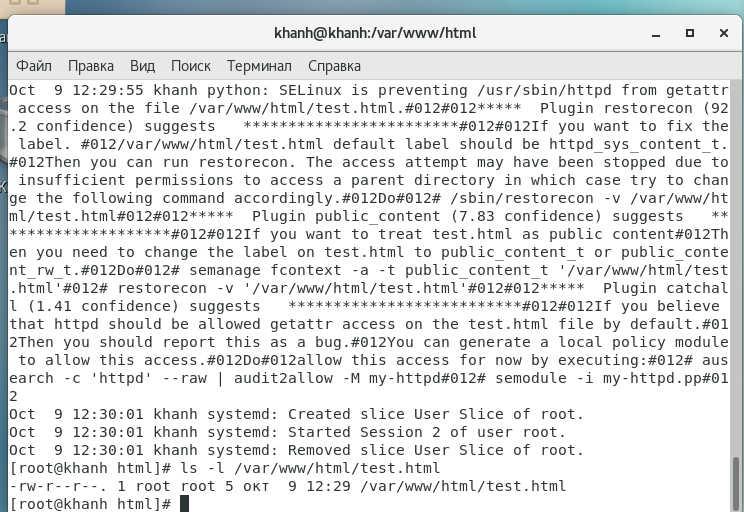 khanh@khanh:/var/www/html
Файл Правка Вид Поиск Терминал Справка
Oct  9 12:29:55 khanh python: SELinux is preventing /usr/sbin/httpd from getattr
 access on the file /var/www/html/test.html.#012#012*****  Plugin restorecon (92
.2 confidence) suggests   ************************#012#012If you want to fix the
label. #012/var/www/html/test.html default label should be httpd_sys_content_t.
#012Then you can run restorecon. The access attempt may have been stopped due to
 insufficient permissions to access a parent directory in which case try to chan
ge the following command accordingly.#012Do#012# /sbin/restorecon -v /var/www/ht
ml/test.html#012#012*****  Plugin public_content (7.83 confidence) suggests   **
******************#012#012If you want to treat test.html as public content#012Th
en you need to change the label on test.html to public_content_t or public_conte
nt_rw_t.#012Do#012# semanage fcontext -a -t public_content_t '/var/www/html/test
.html'#012# restorecon -v '/var/www/html/test.html'#012#012*****  Plugin catchal
l (1.41 confidence) suggests   **************************#012#012If you believe
that httpd should be allowed getattr access on the test.html file by default.#01
2Then you should report this as a bug.#012You can generate a local policy module
 to allow this access.#012Do#012allow this access for now by executing:#012# aus
earch -c 'httpd' --raw | audit2allow -M my-httpd#012# semodule -i my-httpd.pp#01
2
Oct  9 12:30:01 khanh systemd: Created slice User Slice of root.
Oct  9 12:30:01 khanh systemd: Started Session 2 of user root.
Oct  9 12:30:01 khanh systemd: Removed slice User Slice of root.
[root@khanh html]# ls -l /var/www/html/test.html
-rw-r--r--. 1 root root 5 окт  9 12:29 /var/www/html/test.html
[root@khanh html]#